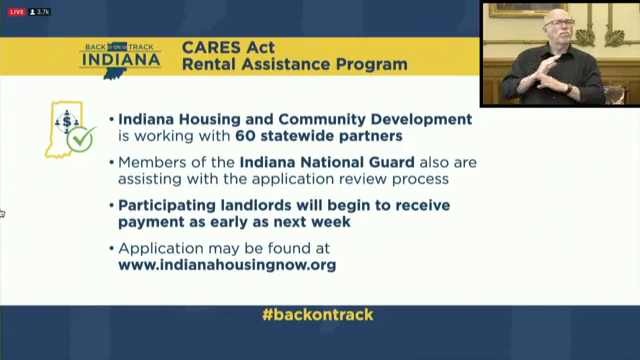 LIVE 3.7k
BACK ON TRACK
INDIANA
CARES Act
Rental Assistance Program
$
• Indiana Housing and Community Development
is working with 60 statewide partners
• Members of the Indiana National Guard also are
assisting with the application review process
• Participating landlords will begin to receive
payment as early as next week
• Application may be found at
www.indianahousingnow.org
#backontrack